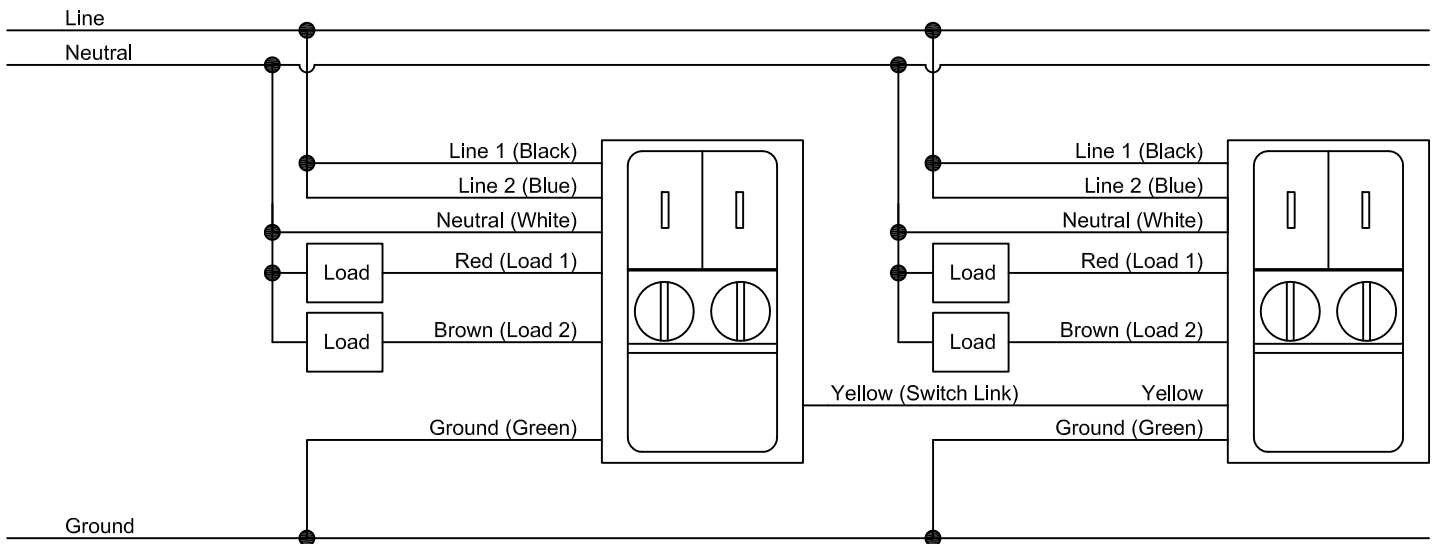 Line
Neutral
Line 1 (Black)
Line 2 (Blue)
Neutral (White)
Load
Red (Load 1)
Load
Brown (Load 2)
Ground (Green)
Yellow (Switch Link)
Line 1 (Black)
Line 2 (Blue)
Neutral (White)
Load
Red (Load 1)
Load
Brown (Load 2)
Yellow
Ground (Green)
Ground